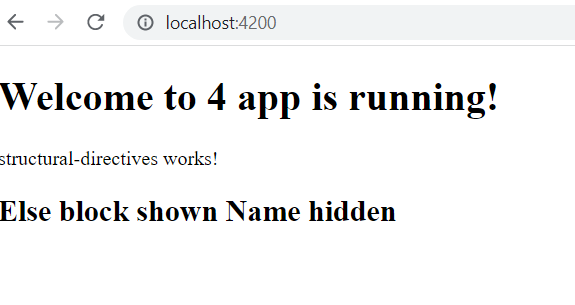 localhost:4200
Welcome to 4 app is running!
structural-directives works!
Else block shown Name hidden